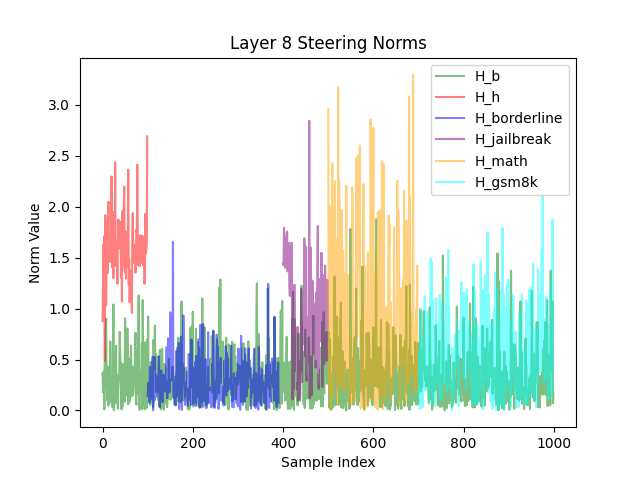 Layer 8 Steering Norms
Norm Value
3.0
2.5
2.0
1.5
1.0
0.5
0.0
H_b
H_h
H_borderline
H_jailbreak
H_math
H_gsm8k
0 200 400 600 800 1000
Sample Index